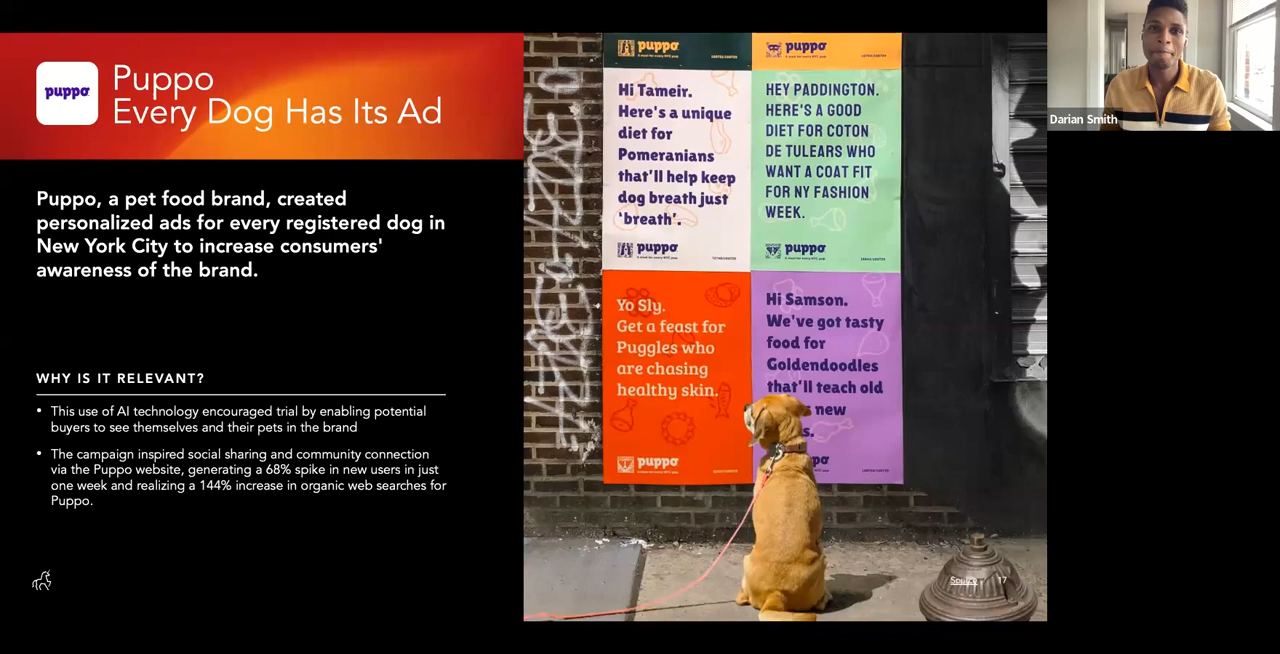 puppo
Puppo
Every Dog Has Its Ad
Puppo, a pet food brand, created
personalized ads for every registered dog in
New York City to increase consumers'
awareness of the brand.
WHY IS IT RELEVANT?
• This use of AI technology encouraged trial by enabling potential
buyers to see themselves and their pets in the brand
• The campaign inspired social sharing and community connection
via the Puppo website, generating a 68% spike in new users in just
one week and realizing a 144% increase in organic web searches for
Puppo.
puppo
puppo
Hi Tameir.
Here's a unique
diet for
Pomeranians
that'll help keep
dog breath just
'breath'.
puppo
HEY PADDINGTON.
HERE'S A GOOD
DIET FOR COTON
DE TULEARS WHO
WANT A COAT FIT
FOR NY FASHION
WEEK.
puppo
Yo Sly.
Get a feast for
Puggles who
are chasing
healthy skin.
puppo
Hi Samson.
We've got tasty
food for
Goldendoodles
that'll teach old
new
Source
17
Darian Smith